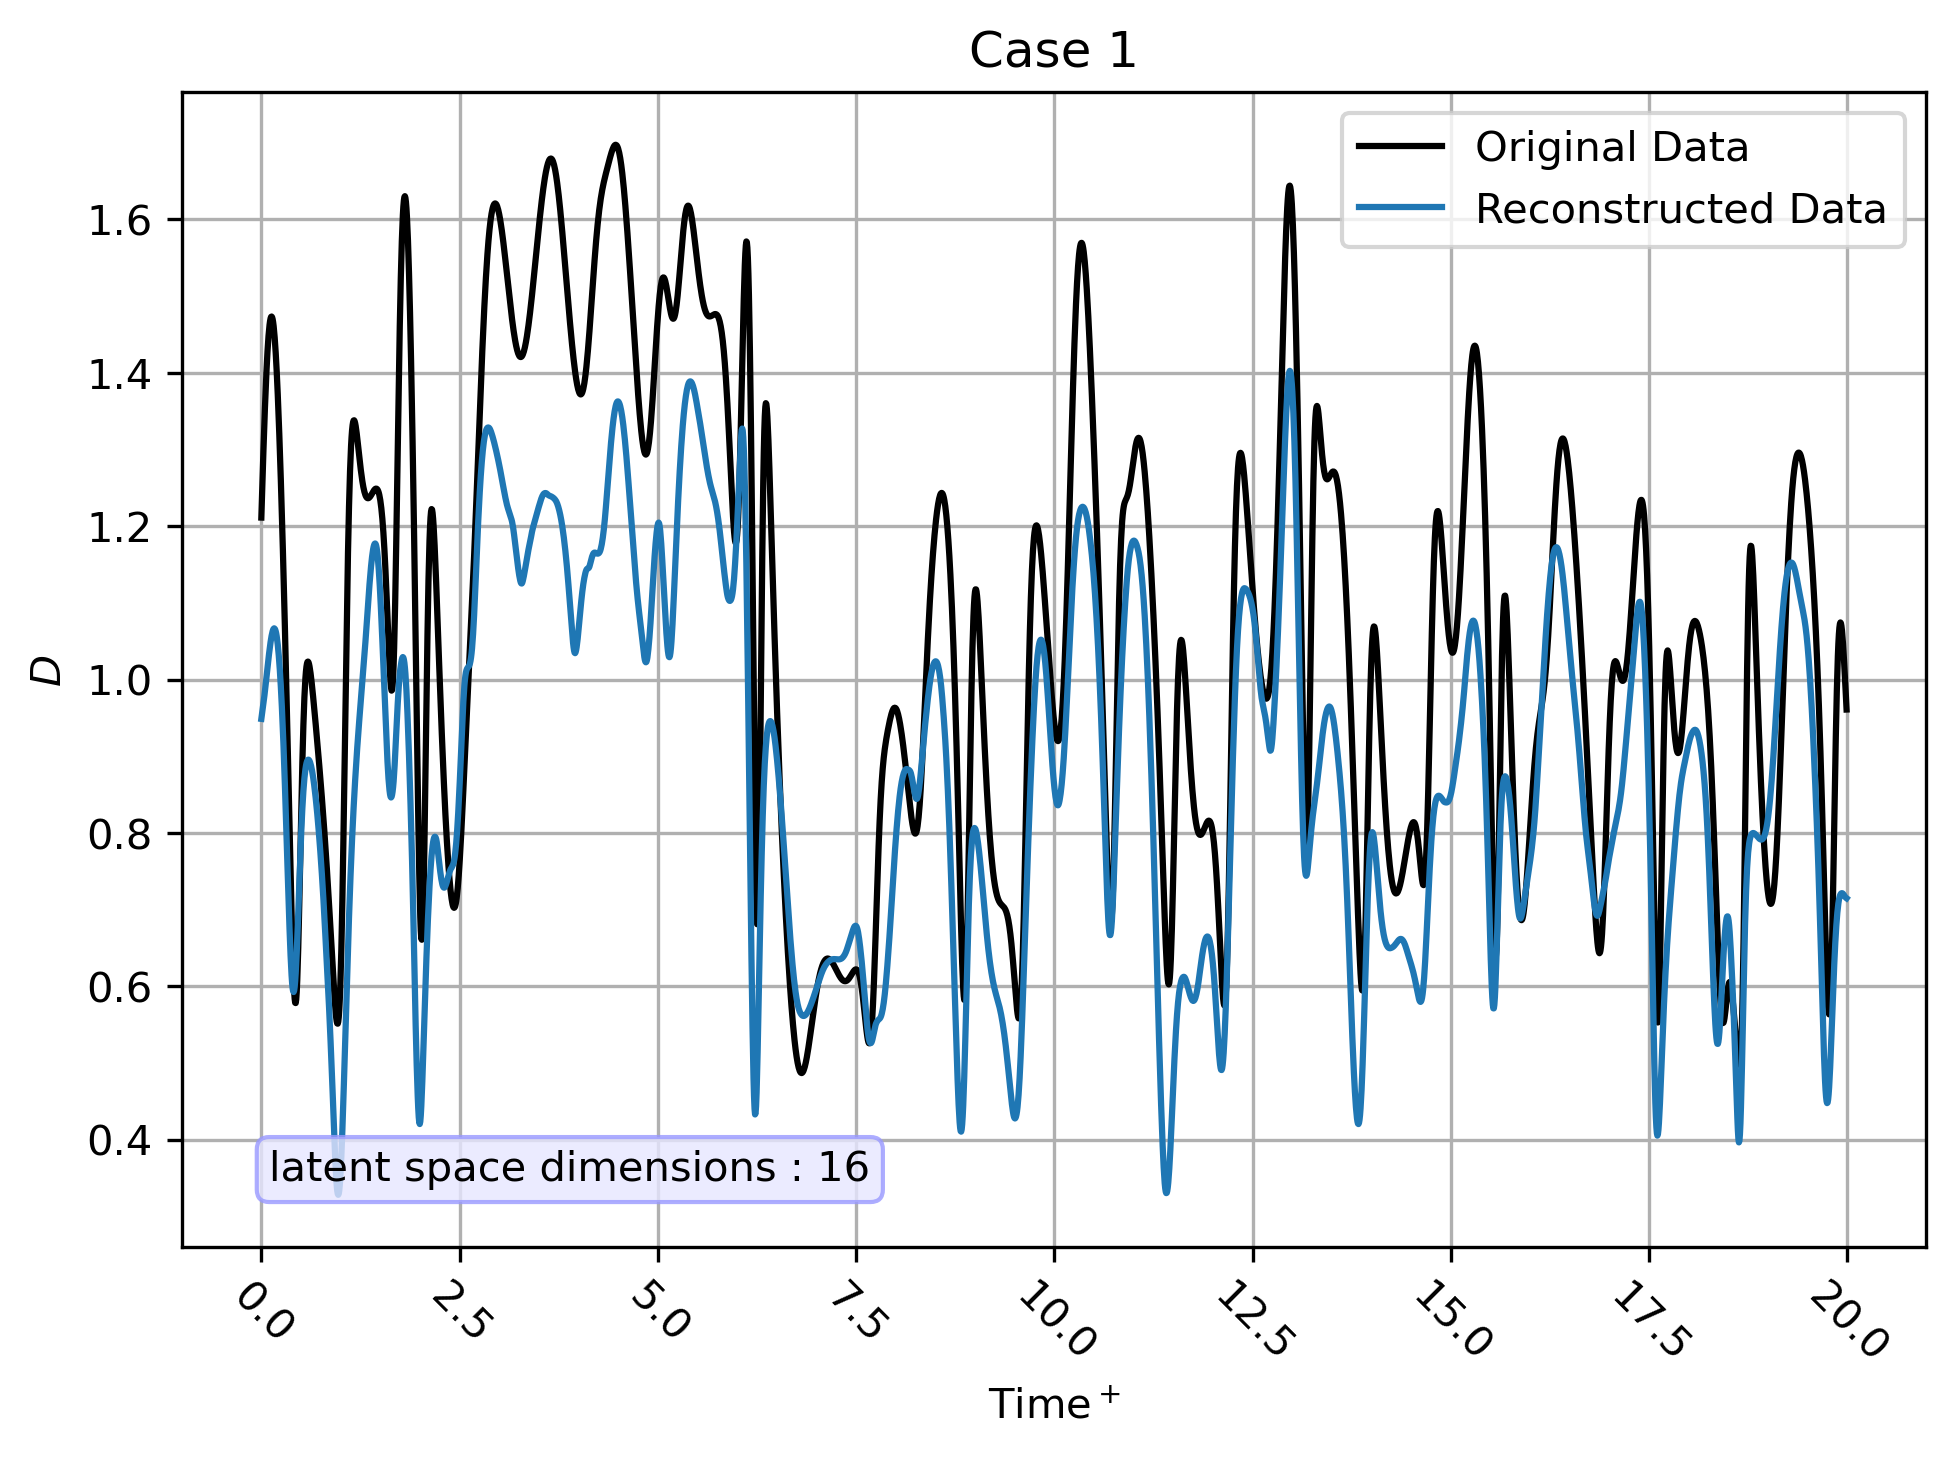 Case 1
Original Data
Reconstructed Data
1.6
1.4
1.2
1.0
0.8
0.6
0.4
D
latent space dimensions : 16
0.0 2.5 5.0 7.5 10.0 12.5 15.0 17.5 20.0
Time⁺